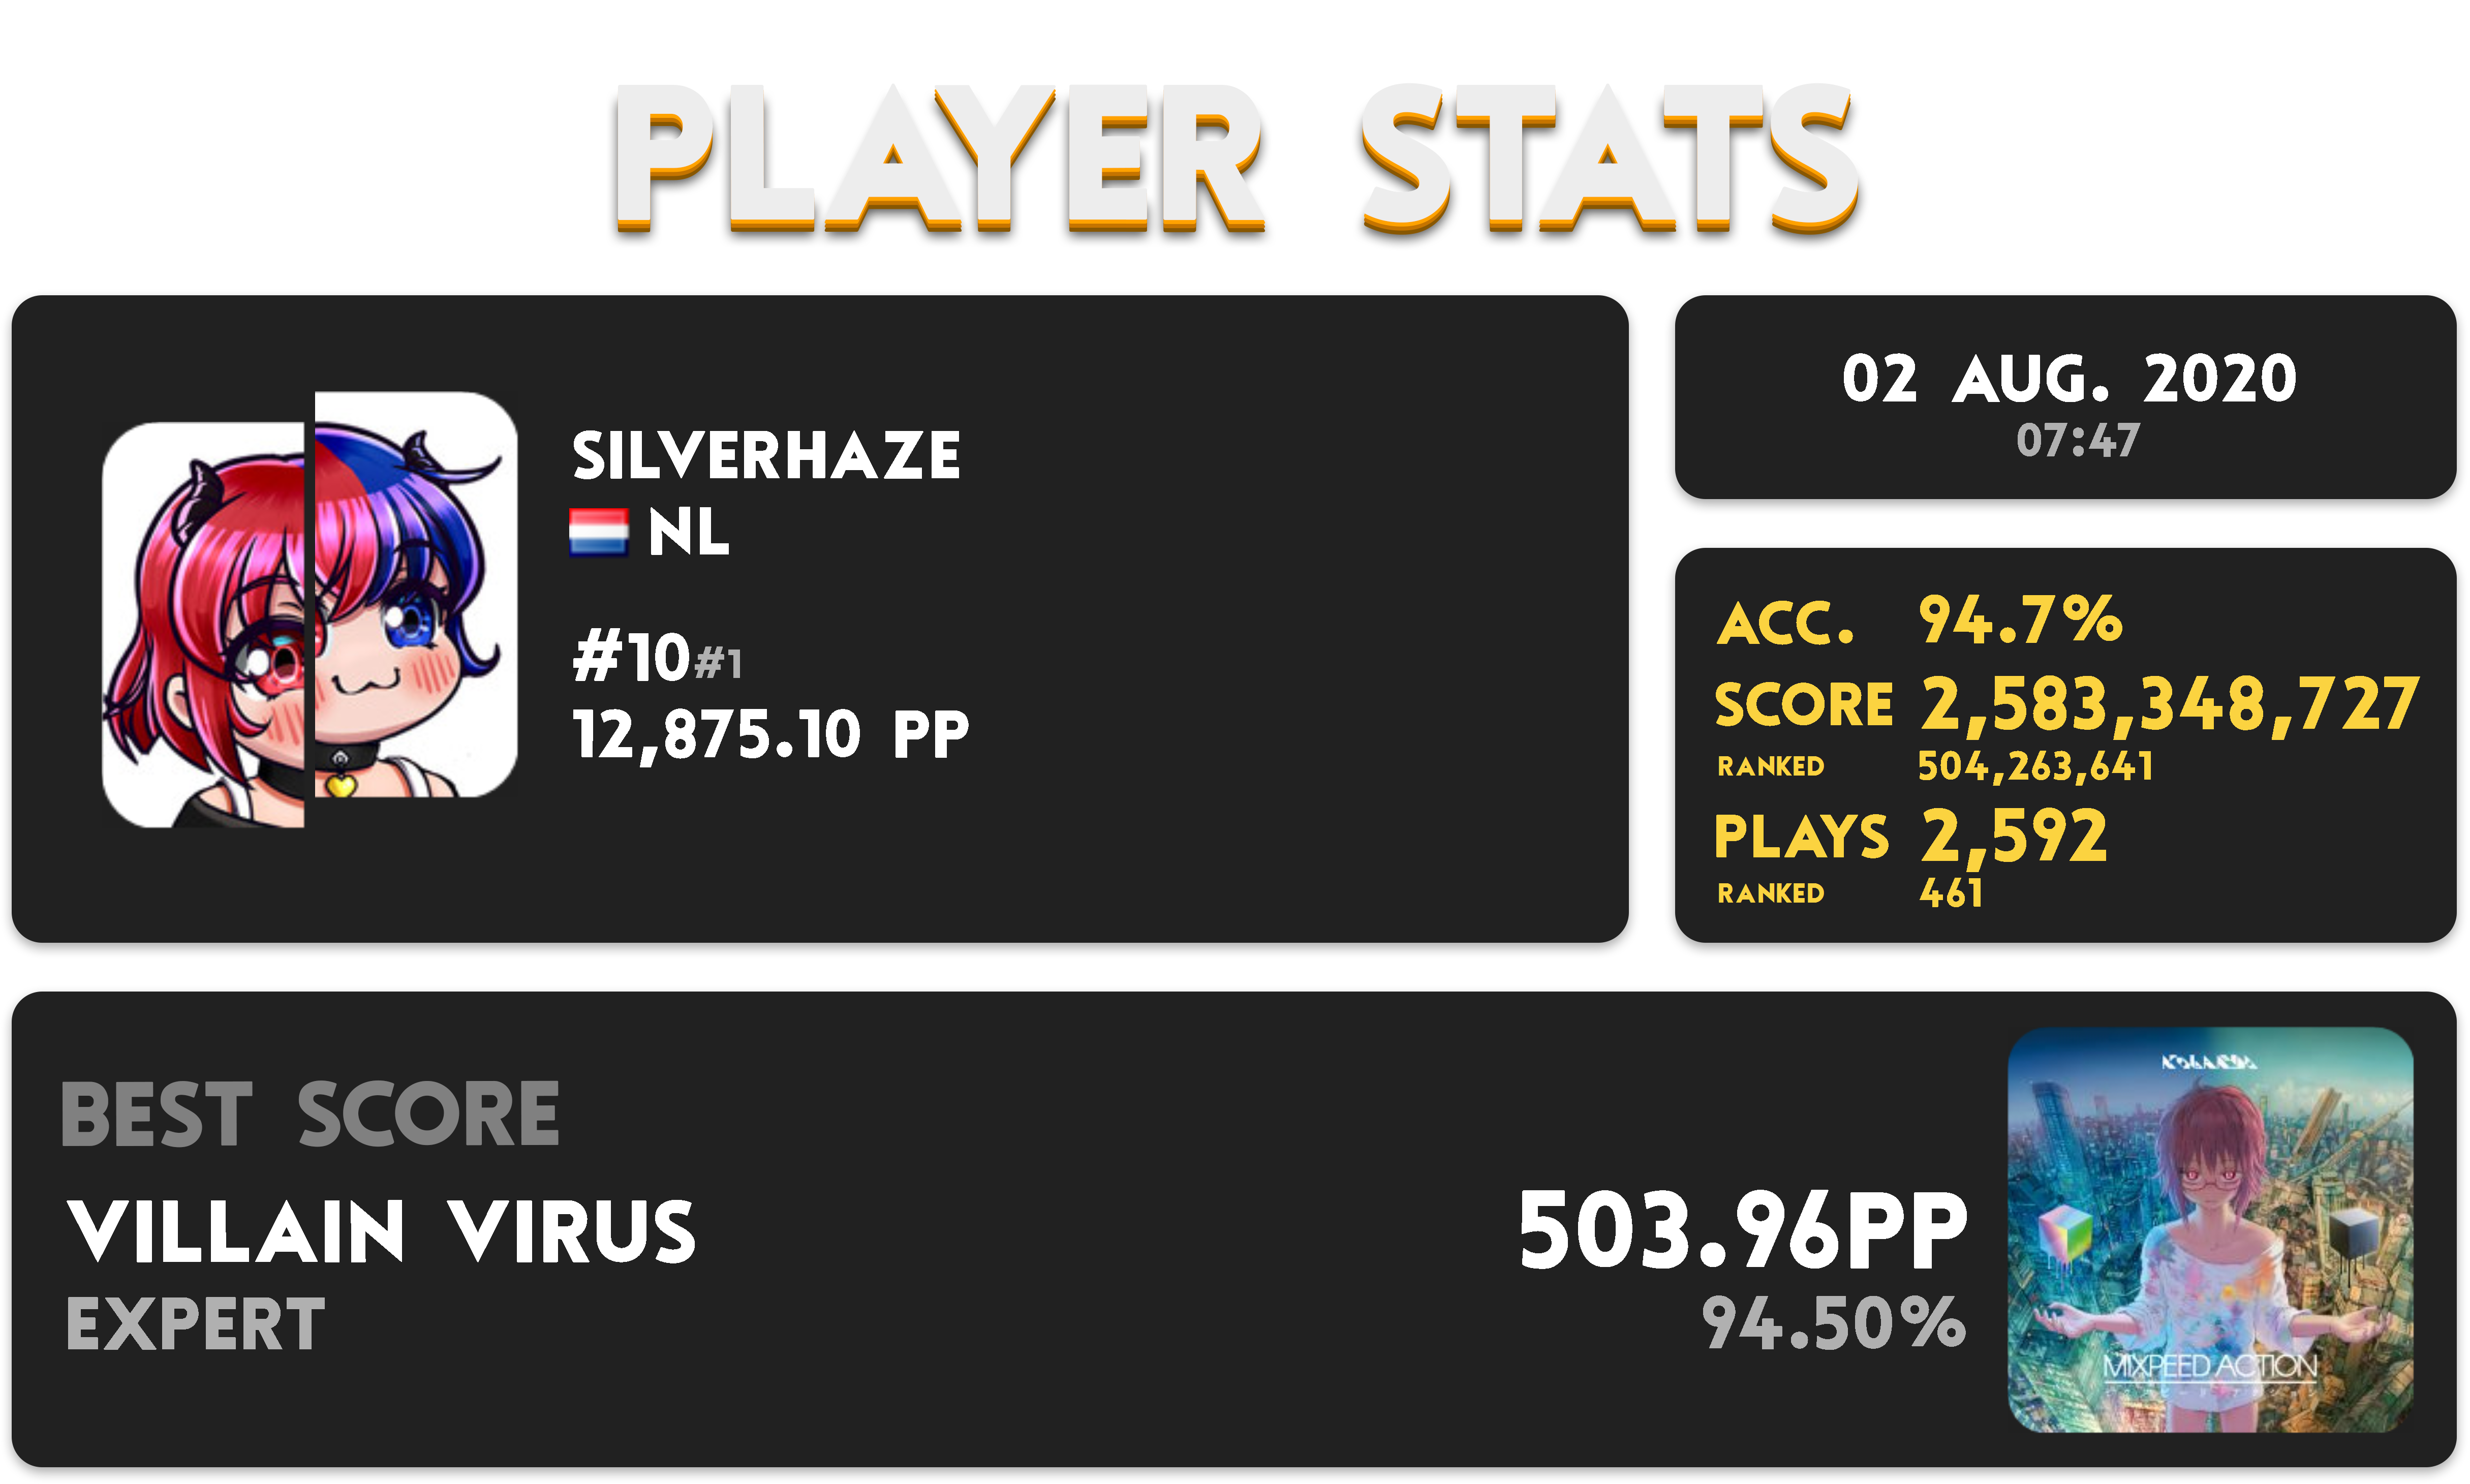 PLAYER STATS
SILVERHAZE
NL
#10 #1
12,875.10 PP
02 AUG. 2020
07:47
ACC. 94.7%
SCORE 2,583,348,727
RANKED 504,263,641
PLAYS 2,592
RANKED 461
BEST SCORE
VILLAIN VIRUS
EXPERT
503.96PP
94.50%
MIXPEED ACTION